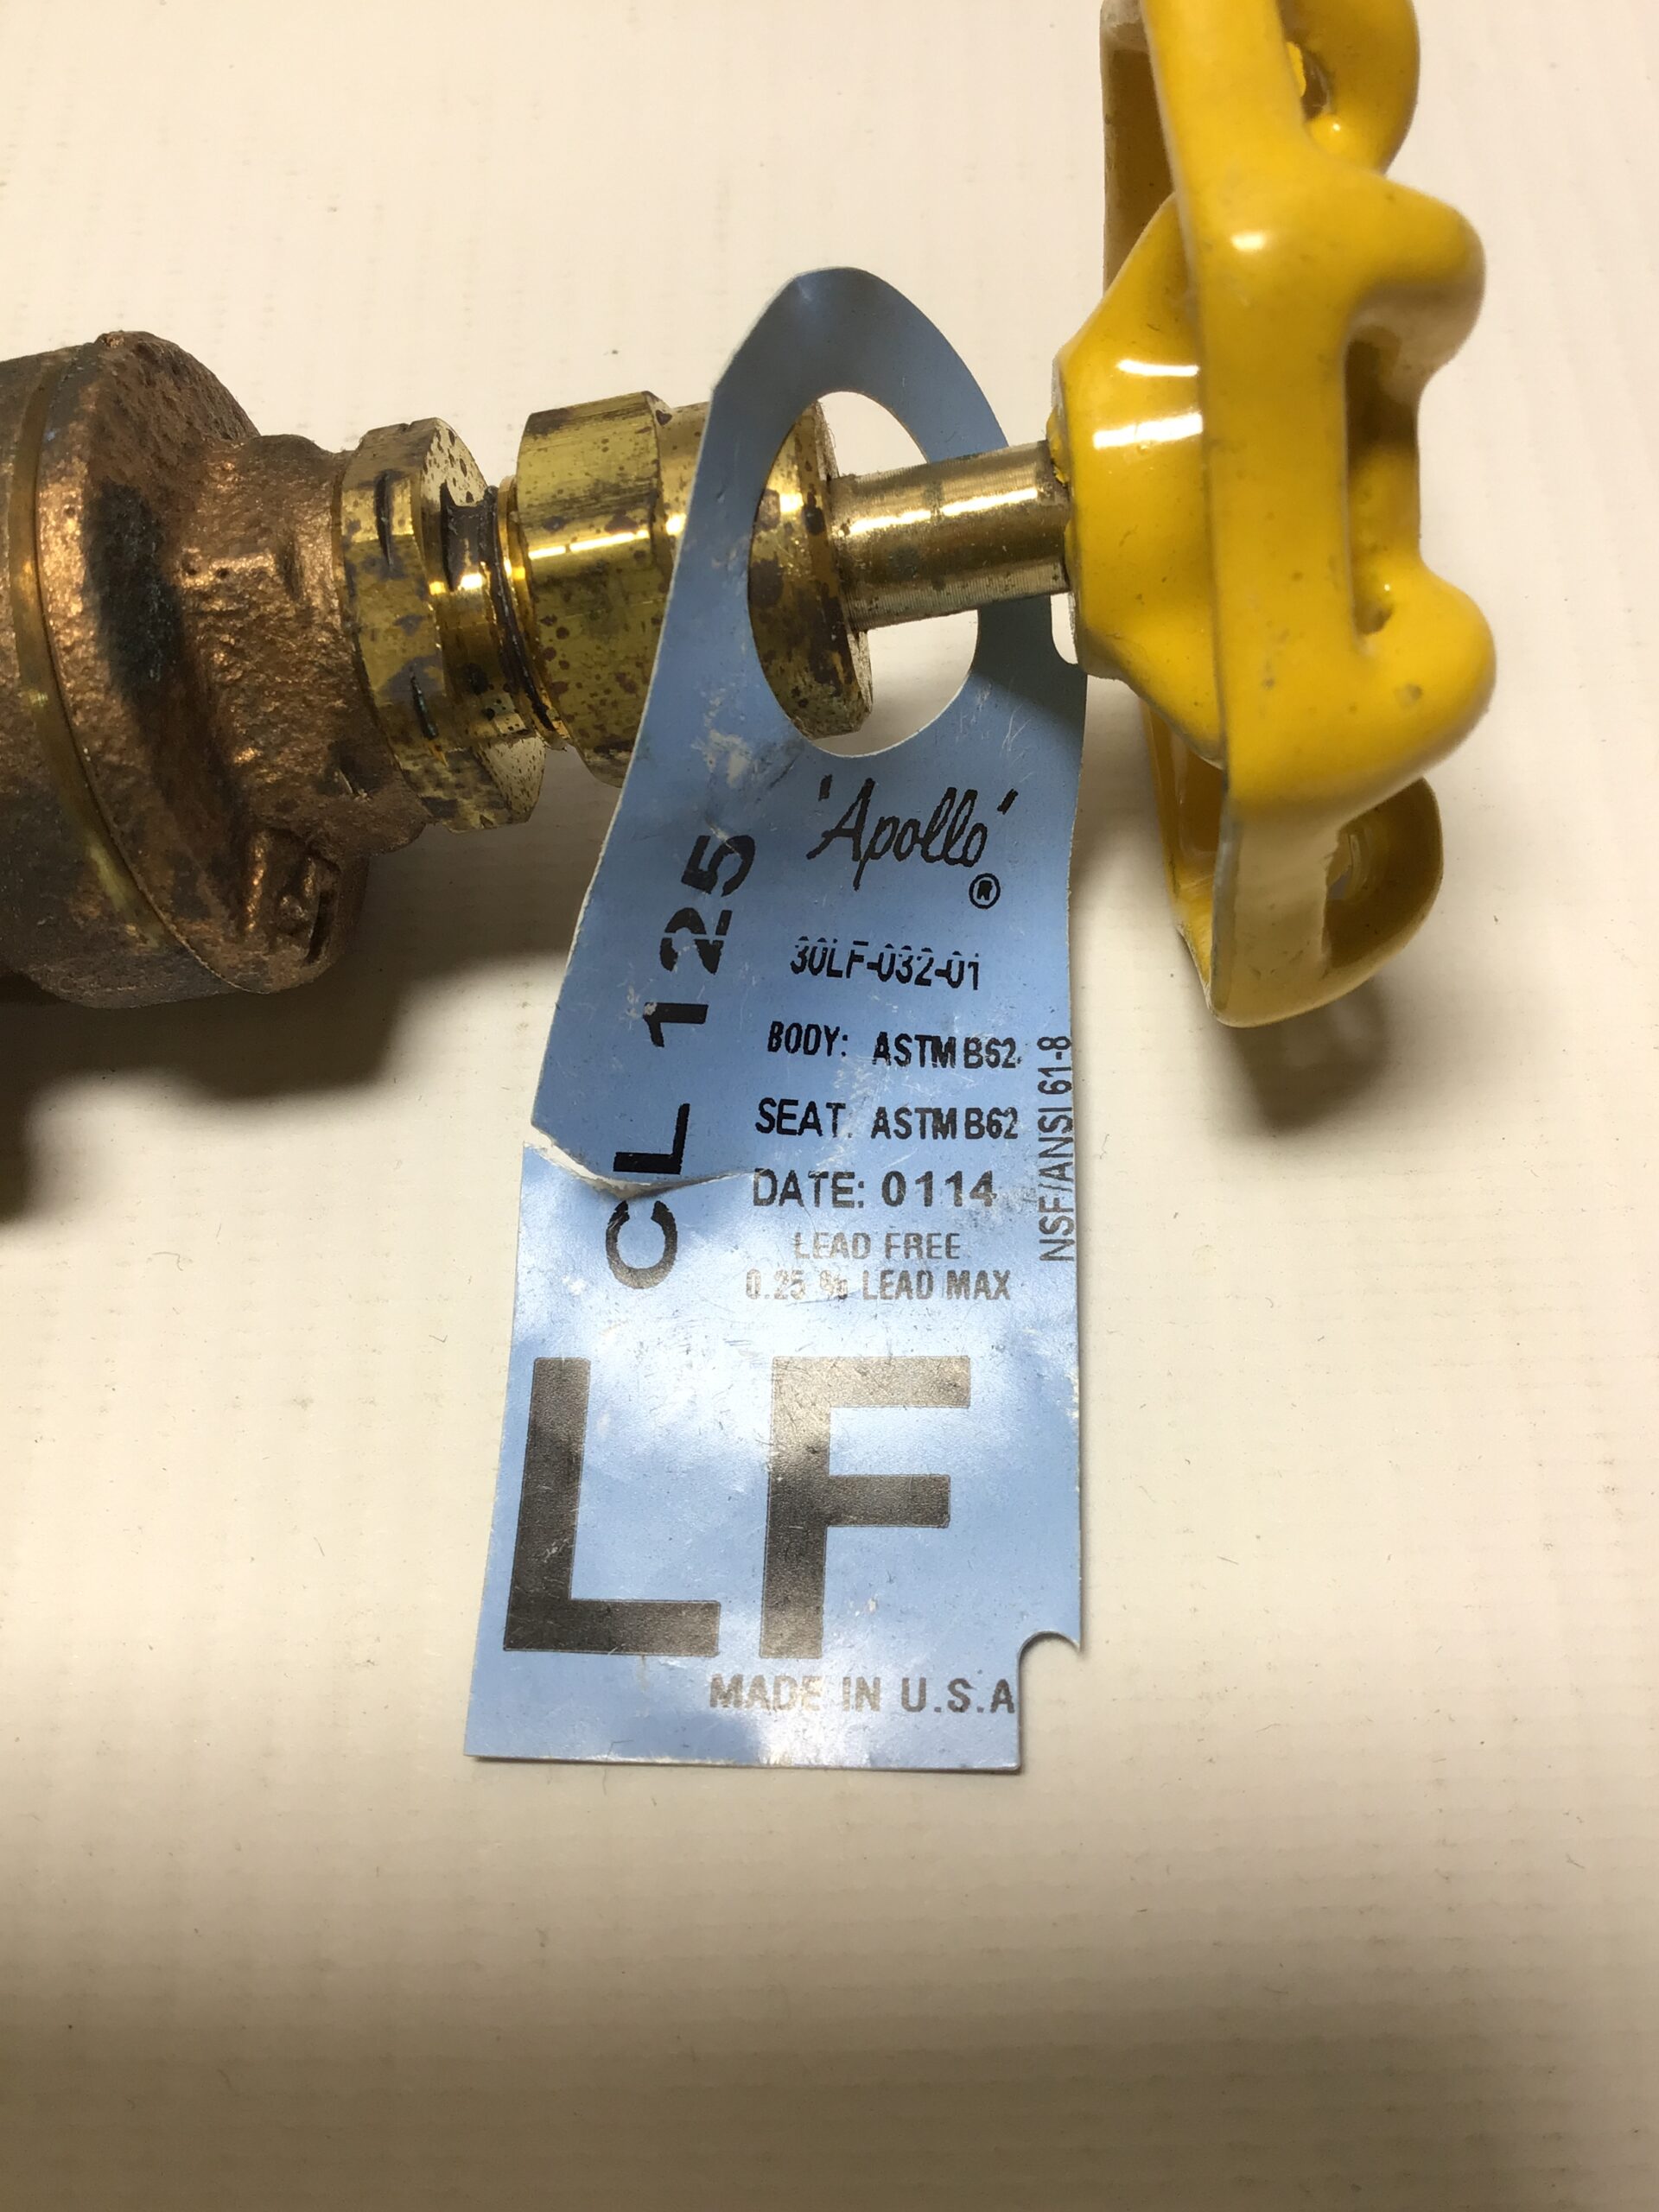 'Apollo'
®
30LF-032-01
BODY: ASTM B62
SEAT. ASTM B62
DATE: 0114
LEAD FREE
0.25 % LEAD MAX
CL 125
NSF/ANSI 61-8
LF
MADE IN U.S.A